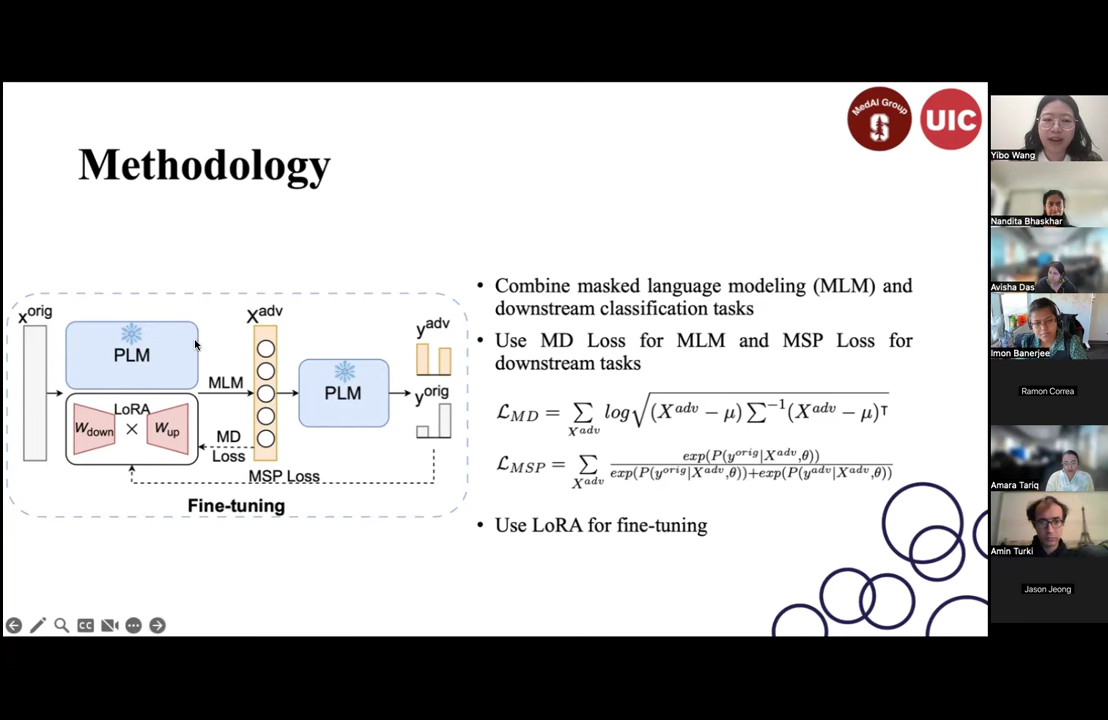 MedAI Group
S
UIC
Methodology
x^orig
PLM
LoRA
W_down × W_up
MLM
MD
Loss
X^adv
PLM
y^adv
y^orig
MSP Loss
Fine-tuning
• Combine masked language modeling (MLM) and
downstream classification tasks
• Use MD Loss for MLM and MSP Loss for
downstream tasks
ℒ_MD = ∑_{X^adv} log√((X^adv − μ) ∑^{−1} (X^adv − μ)^⊤)
ℒ_MSP = ∑_{X^adv} exp(P(y^orig|X^adv,θ)) / exp(P(y^orig|X^adv,θ))+exp(P(y^adv|X^adv,θ))
• Use LoRA for fine-tuning
CC
Yibo Wang
Nandita Bhaskhar
Avisha Das
Imon Banerjee
Ramon Correa
Amara Tariq
Amin Turki
Jason Jeong